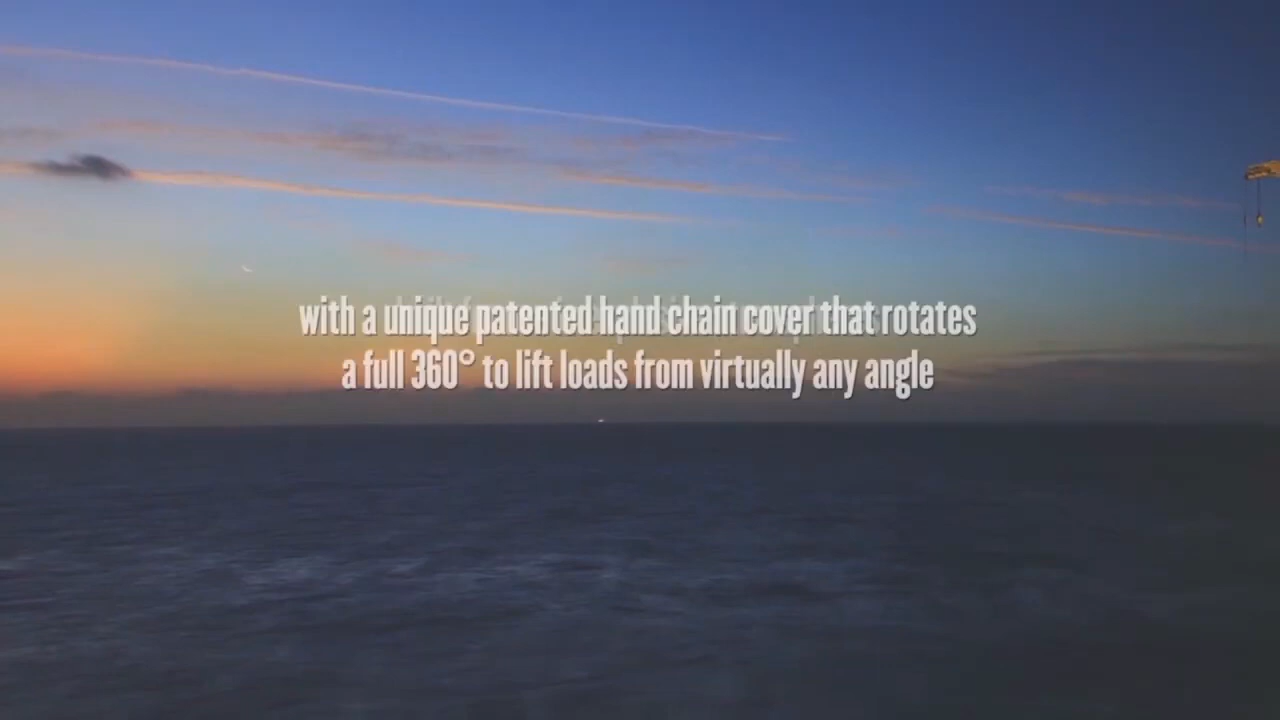 with a unique patented hand chain cover that rotates
a full 360° to lift loads from virtually any angle